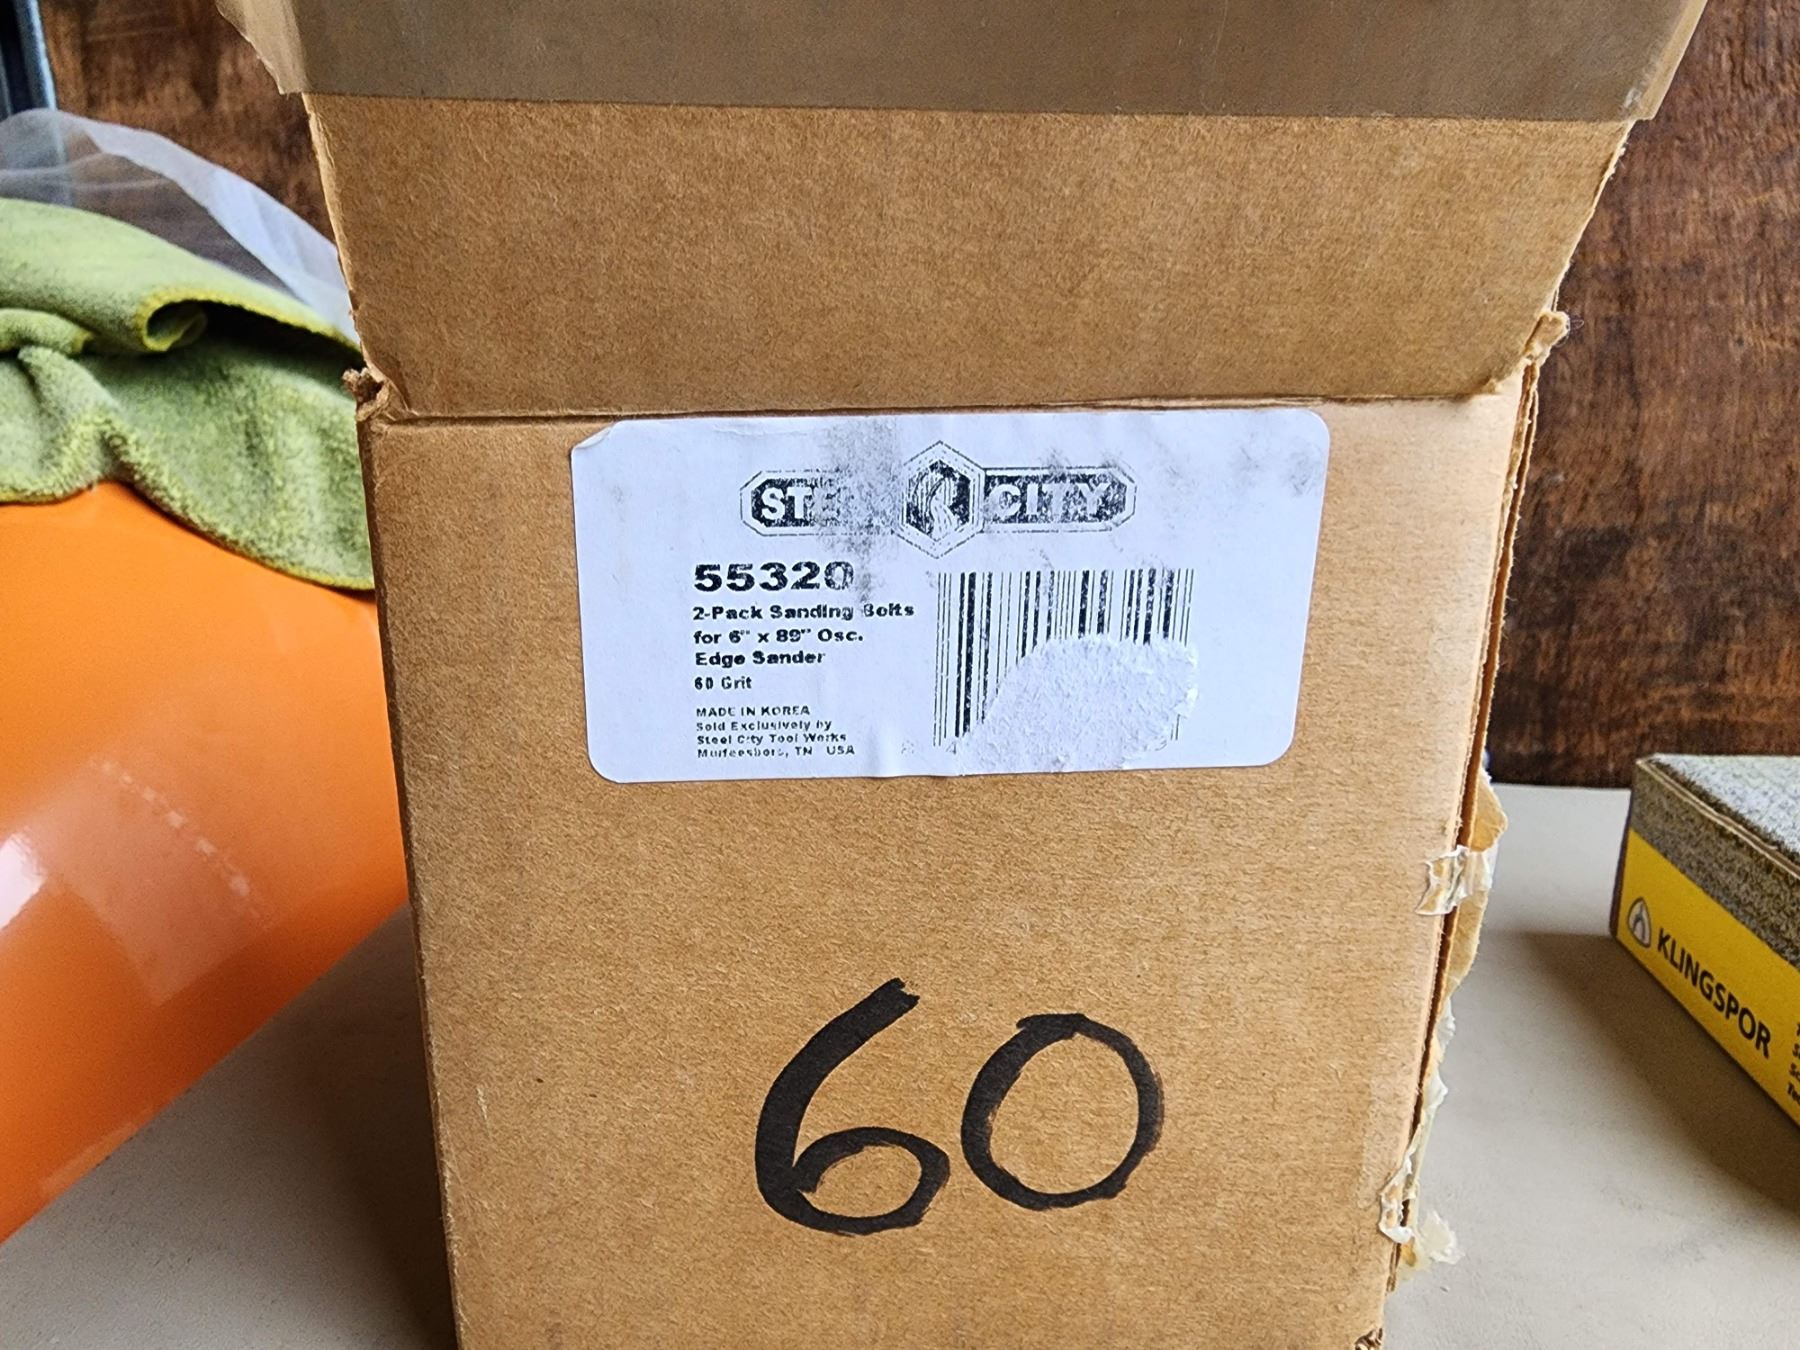 STEEL CITY
55320
2-Pack Sanding Belts
for 6" x 89" Osc.
Edge Sander
60 Grit
MADE IN KOREA
Sold Exclusively by
Steel City Tool Works
Murfeesboro, TN USA
60
KLINGSPOR